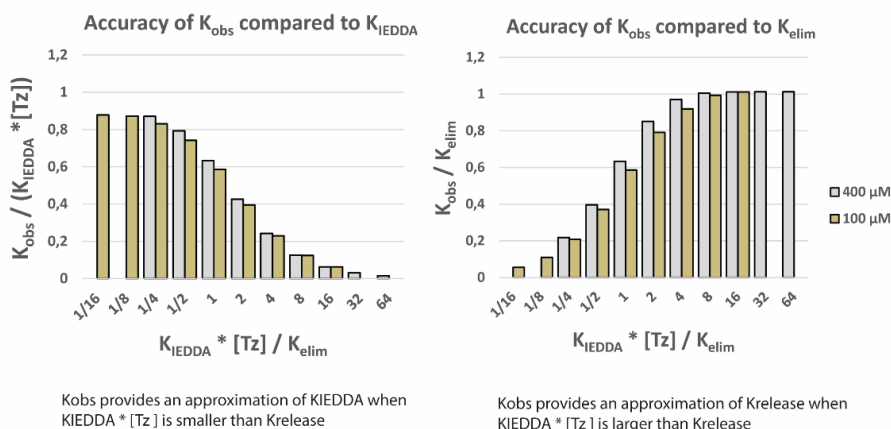 Accuracy of Kobs compared to KIEDDA
Kobs / (KIEDDA *[Tz])
1,2
1
0,8
0,6
0,4
0,2
0
1/16 1/8 1/4 1/2 1 2 4 8 16 32 64
KIEDDA * [Tz] / Kelim
Kobs provides an approximation of KIEDDA when
KIEDDA * [Tz ] is smaller than Krelease
Accuracy of Kobs compared to Kelim
Kobs / Kelim
1,2
1
0,8
0,6
0,4
0,2
0
1/16 1/8 1/4 1/2 1 2 4 8 16 32 64
KIEDDA * [Tz] / Kelim
400 µM
100 µM
Kobs provides an approximation of Krelease when
KIEDDA * [Tz ] is larger than Krelease